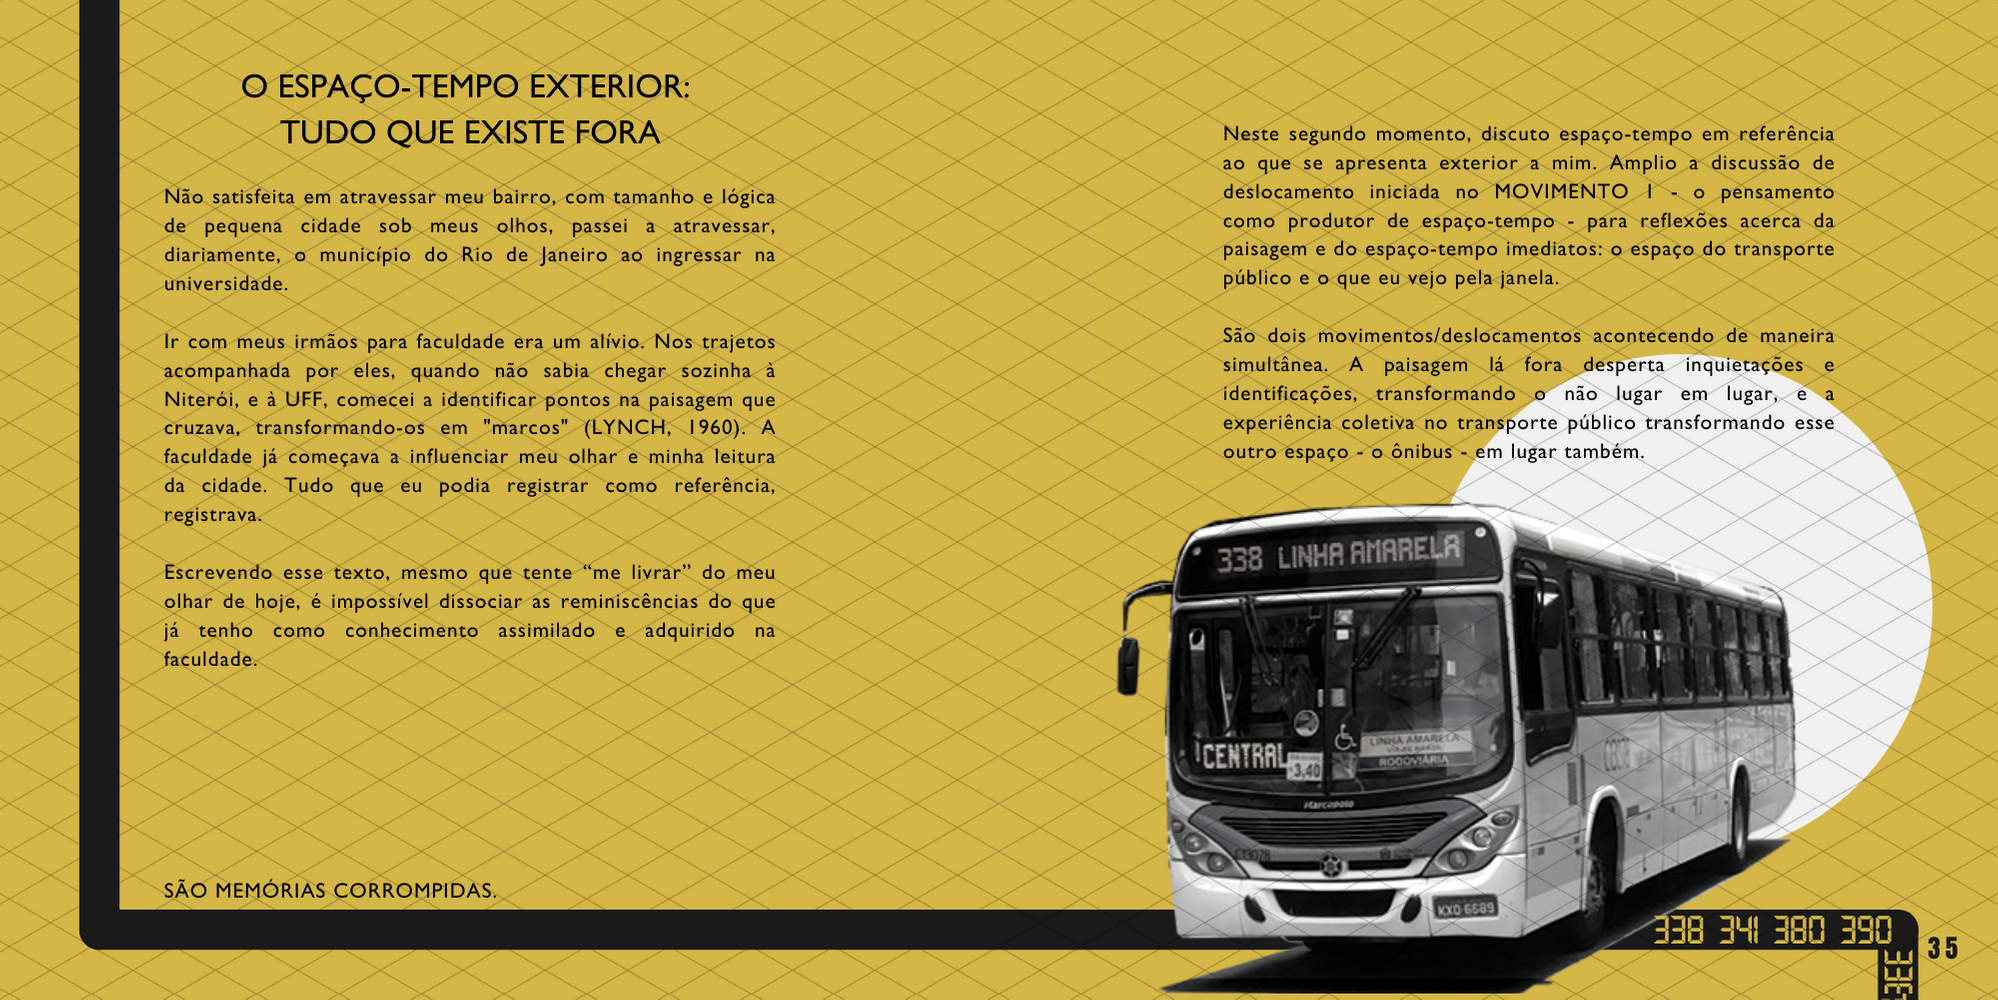 O ESPAÇO-TEMPO EXTERIOR:
TUDO QUE EXISTE FORA
Não satisfeita em atravessar meu bairro, com tamanho e lógica
de pequena cidade sob meus olhos, passei a atravessar,
diariamente, o município do Rio de Janeiro ao ingressar na
universidade.
Ir com meus irmãos para faculdade era um alívio. Nos trajetos
acompanhada por eles, quando não sabia chegar sozinha à
Niterói, e à UFF, comecei a identificar pontos na paisagem que
cruzava, transformando-os em "marcos" (LYNCH, 1960). A
faculdade já começava a influenciar meu olhar e minha leitura
da cidade. Tudo que eu podia registrar como referência,
registrava.
Escrevendo esse texto, mesmo que tente “me livrar” do meu
olhar de hoje, é impossível dissociar as reminiscências do que
já tenho como conhecimento assimilado e adquirido na
faculdade.
SÃO MEMÓRIAS CORROMPIDAS.
Neste segundo momento, discuto espaço-tempo em referência
ao que se apresenta exterior a mim. Amplio a discussão de
deslocamento iniciada no MOVIMENTO I - o pensamento
como produtor de espaço-tempo - para reflexões acerca da
paisagem e do espaço-tempo imediatos: o espaço do transporte
público e o que eu vejo pela janela.
São dois movimentos/deslocamentos acontecendo de maneira
simultânea. A paisagem lá fora desperta inquietações e
identificações, transformando o não lugar em lugar, e a
experiência coletiva no transporte público transformando esse
outro espaço - o ônibus - em lugar também.
338 LINHA AMARELA
CENTRAL
3,40
LINHA AMARELA
VIA AV BRASIL
RODOVIÁRIA
Marcopolo
KXD 6689
338 341 380 390
35